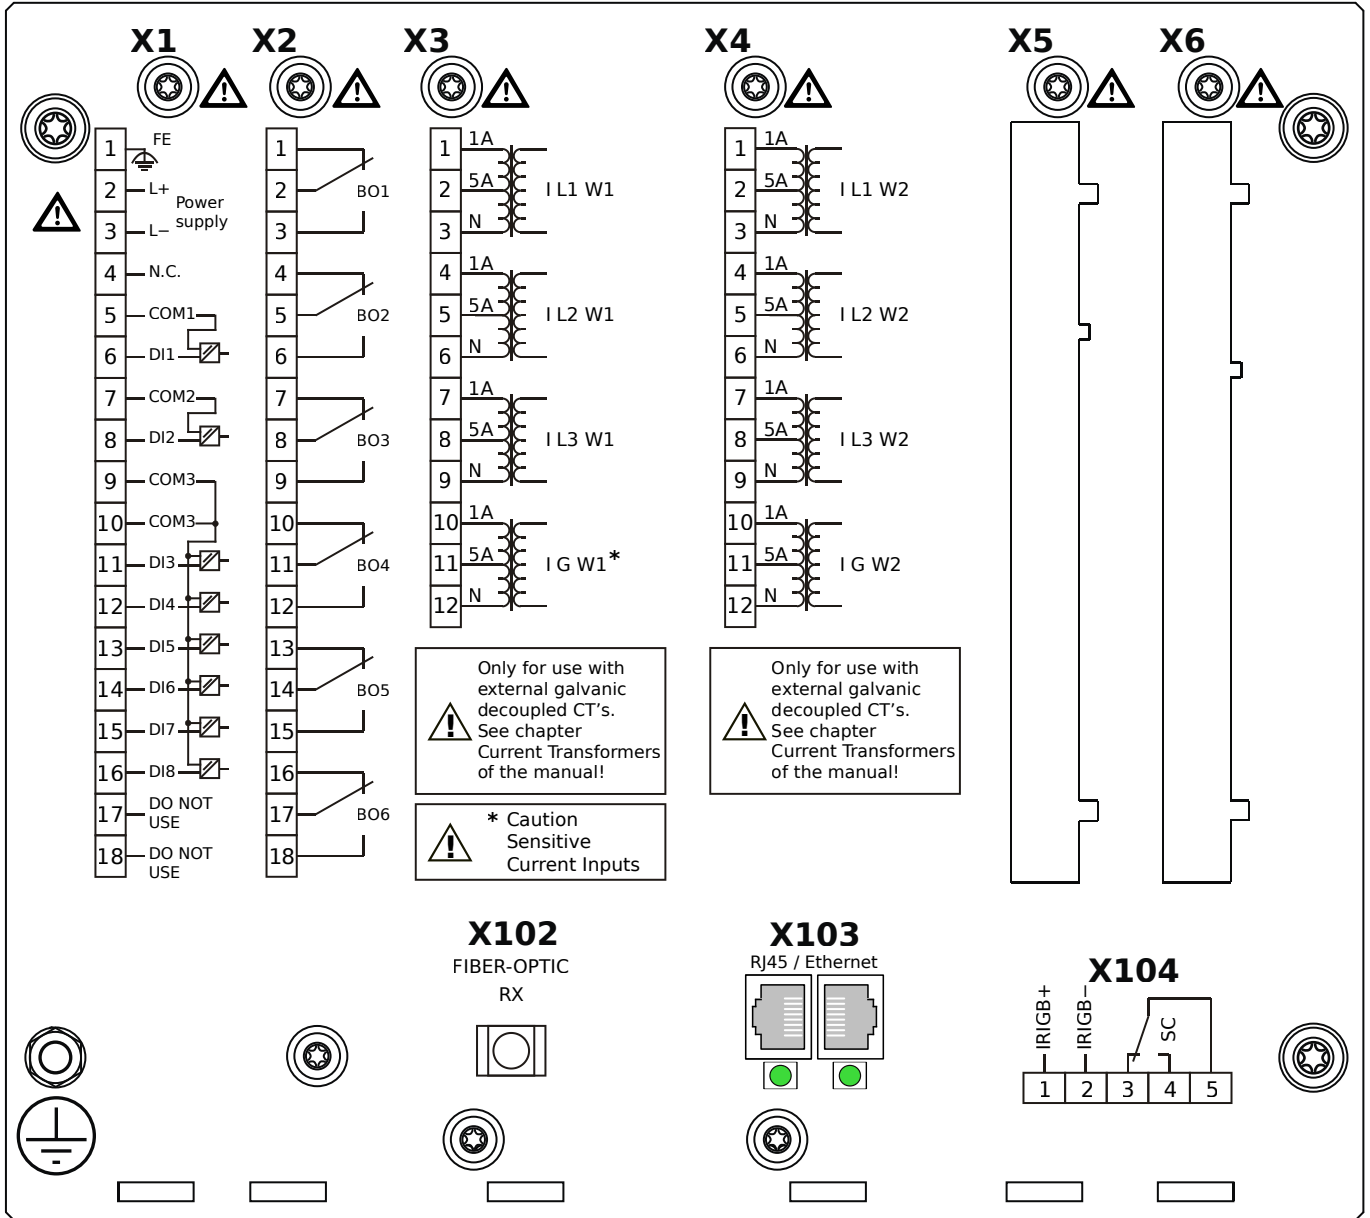 X1
X2
X3
X4
X5
X6
1 FE
2 L+
Power
supply
3 L−
4 N.C.
5 COM1
6 DI1
7 COM2
8 DI2
9 COM3
10 COM3
11 DI3
12 DI4
13 DI5
14 DI6
15 DI7
16 DI8
17 DO NOT
USE
18 DO NOT
USE
1
2 BO1
3
4
5 BO2
6
7
8 BO3
9
10
11 BO4
12
13
14 BO5
15
16
17 BO6
18
1 1A
2 5A I L1 W1
3 N
4 1A
5 5A I L2 W1
6 N
7 1A
8 5A I L3 W1
9 N
10 1A
11 5A I G W1*
12 N
Only for use with
external galvanic
decoupled CT's.
See chapter
Current Transformers
of the manual!
* Caution
Sensitive
Current Inputs
1 1A
2 5A I L1 W2
3 N
4 1A
5 5A I L2 W2
6 N
7 1A
8 5A I L3 W2
9 N
10 1A
11 5A I G W2
12 N
Only for use with
external galvanic
decoupled CT's.
See chapter
Current Transformers
of the manual!
X102
FIBER-OPTIC
RX
X103
RJ45 / Ethernet
X104
IRIGB+
IRIGB−
SC
1 2 3 4 5